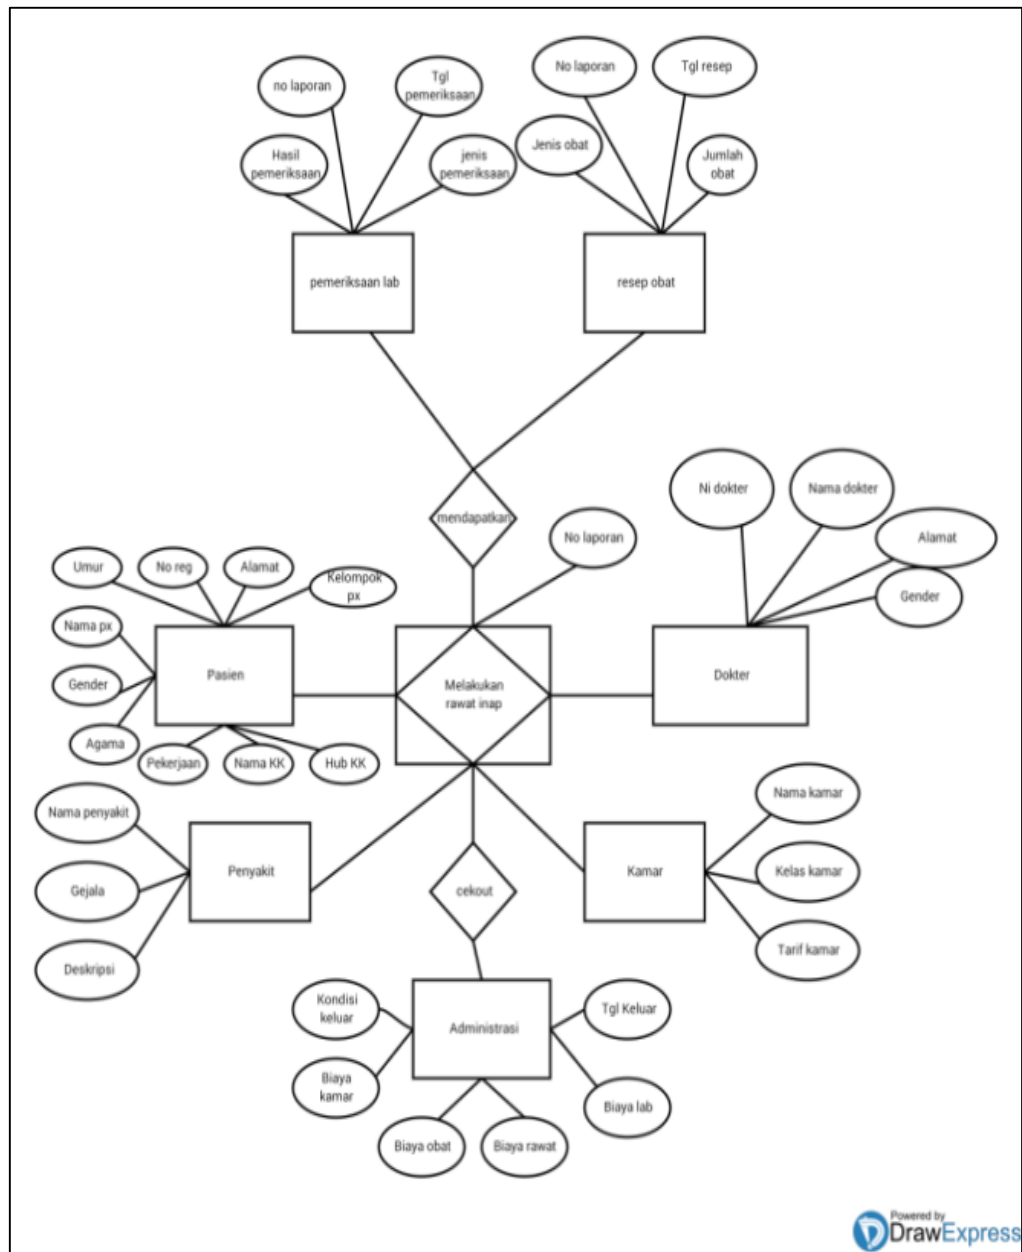 no laporan
Tgl
pemeriksaan
No laporan
Tgl resep
Hasil
pemeriksaan
jenis
pemeriksaan
Jenis obat
Jumlah
obat
pemeriksaan lab
resep obat
mendapatkan
No laporan
Ni dokter
Nama dokter
Alamat
Gender
Umur
No reg
Alamat
Kelompok
px
Nama px
Gender
Agama
Pasien
Melakukan
rawat inap
Dokter
Pekerjaan
Nama KK
Hub KK
Nama penyakit
Gejala
Deskripsi
Penyakit
cekout
Kamar
Nama kamar
Kelas kamar
Tarif kamar
Kondisi
keluar
Biaya
kamar
Administrasi
Tgl Keluar
Biaya lab
Biaya obat
Biaya rawat
Powered by
DrawExpress